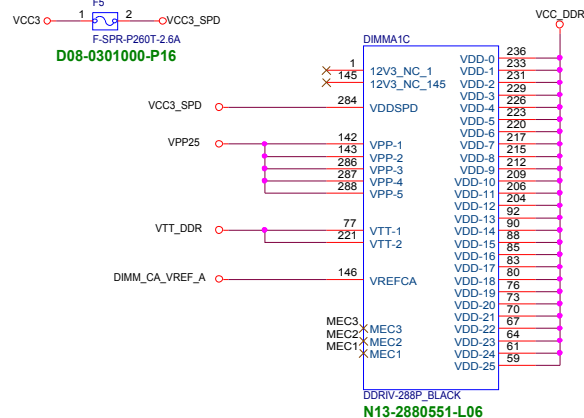 F5
VCC3 1 2 VCC3_SPD
F-SPR-P260T-2.6A
D08-0301000-P16
VCC_DDR
DIMMA1C
1 12V3_NC_1
145 12V3_NC_145
VCC3_SPD 284 VDDSPD
VPP25 142 VPP-1
143 VPP-2
286 VPP-3
287 VPP-4
288 VPP-5
VTT_DDR 77 VTT-1
221 VTT-2
DIMM_CA_VREF_A 146 VREFCA
MEC3 MEC3
MEC2 MEC2
MEC1 MEC1
VDD-0 236
VDD-1 233
VDD-2 231
VDD-3 229
VDD-4 226
VDD-5 223
VDD-6 220
VDD-7 217
VDD-8 215
VDD-9 212
VDD-10 209
VDD-11 206
VDD-12 204
VDD-13 92
VDD-14 90
VDD-15 88
VDD-16 85
VDD-17 83
VDD-18 80
VDD-19 76
VDD-20 73
VDD-21 70
VDD-22 67
VDD-23 64
VDD-24 61
VDD-25 59
DDRIV-288P_BLACK
N13-2880551-L06